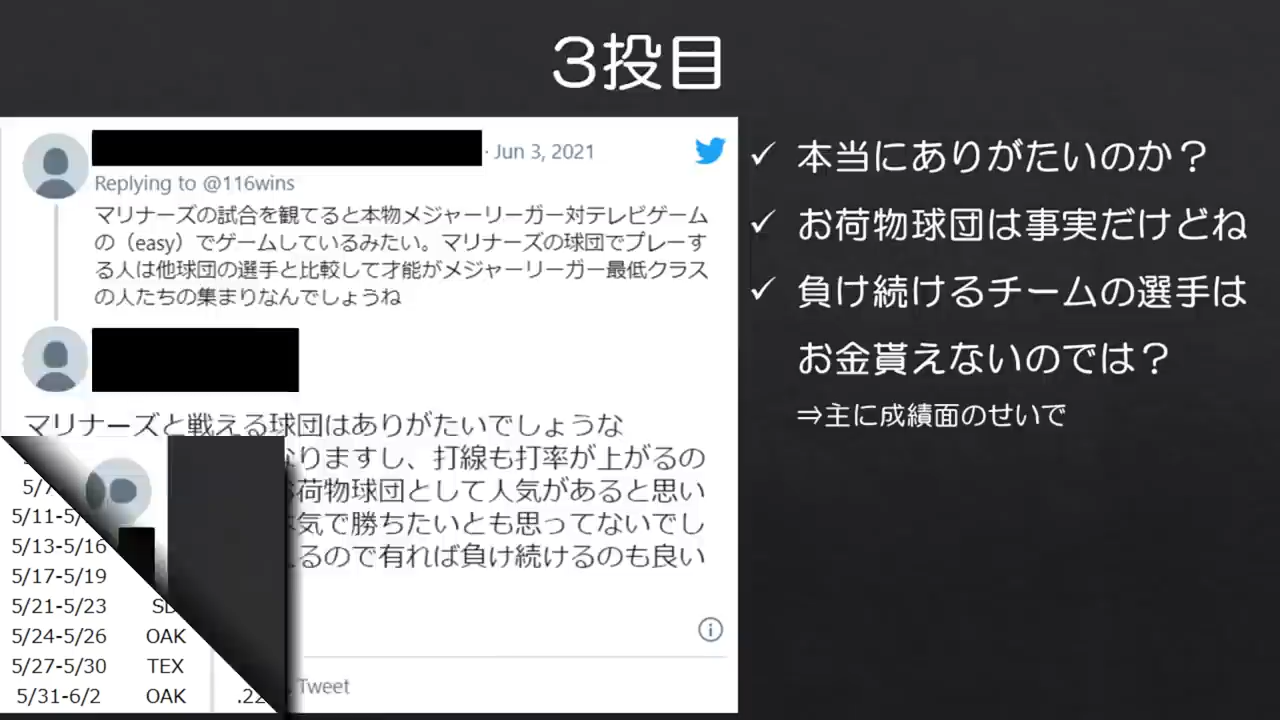 3投目
· Jun 3, 2021
Replying to @116wins
マリナーズの試合を観てると本物メジャーリーガー対テレビゲーム
の（easy）でゲームしているみたい。マリナーズの球団でプレーす
る人は他球団の選手と比較して才能がメジャーリーガー最低クラス
の人たちの集まりなんでしょうね
マリナーズと戦える球団はありがたいでしょうな
なりますし、打線も打率が上がるの
お荷物球団として人気があると思い
気で勝ちたいとも思ってないでし
るので有れば負け続けるのも良い
Tweet
5/7
5/11-5/
5/13-5/16
5/17-5/19
5/21-5/23 SD
5/24-5/26 OAK
5/27-5/30 TEX
5/31-6/2 OAK .22
✓ 本当にありがたいのか？
✓ お荷物球団は事実だけどね
✓ 負け続けるチームの選手は
お金貰えないのでは？
⇒主に成績面のせいで